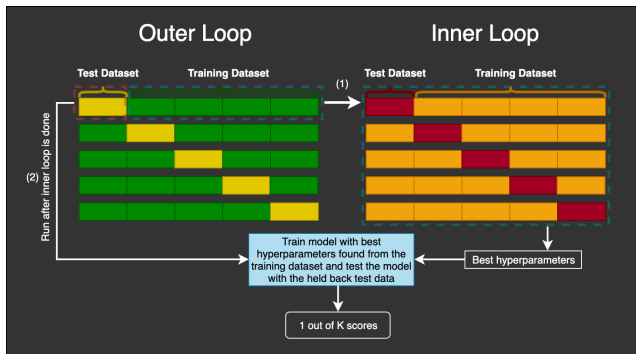 Outer Loop
Inner Loop
Test Dataset
Training Dataset
(1)
Test Dataset
Training Dataset
(2)
Run after inner loop is done
Train model with best
hyperparameters found from the
training dataset and test the model
with the held back test data
Best hyperparameters
1 out of K scores